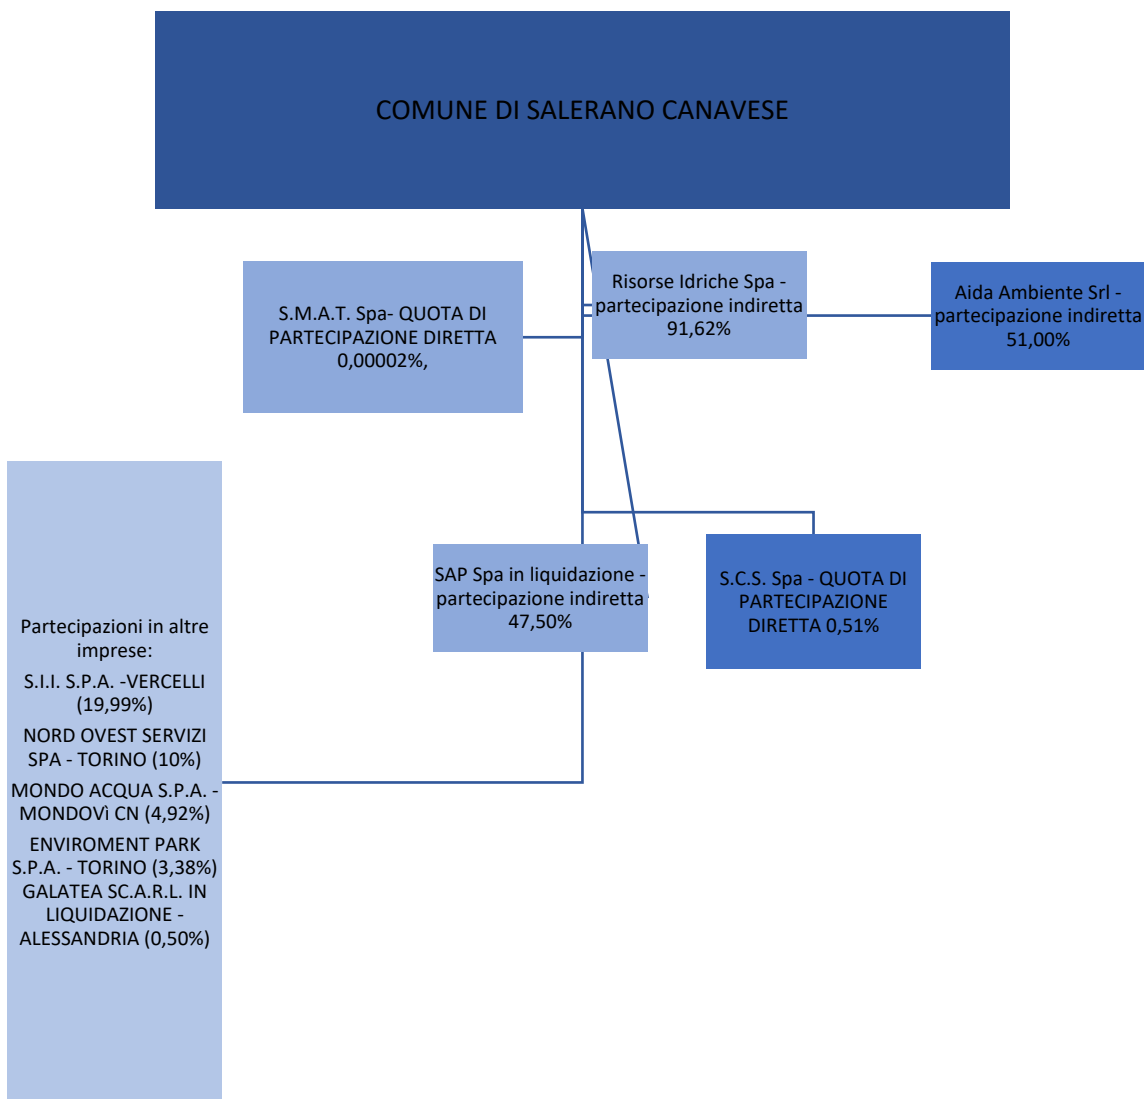 COMUNE DI SALERANO CANAVESE
S.M.A.T. Spa- QUOTA DI
PARTECIPAZIONE DIRETTA
0,00002%,
Risorse Idriche Spa -
partecipazione indiretta
91,62%
Aida Ambiente Srl -
partecipazione indiretta
51,00%
SAP Spa in liquidazione -
partecipazione indiretta
47,50%
S.C.S. Spa - QUOTA DI
PARTECIPAZIONE
DIRETTA 0,51%
Partecipazioni in altre
imprese:
S.I.I. S.P.A. -VERCELLI
(19,99%)
NORD OVEST SERVIZI
SPA - TORINO (10%)
MONDO ACQUA S.P.A. -
MONDOVì CN (4,92%)
ENVIROMENT PARK
S.P.A. - TORINO (3,38%)
GALATEA SC.A.R.L. IN
LIQUIDAZIONE -
ALESSANDRIA (0,50%)